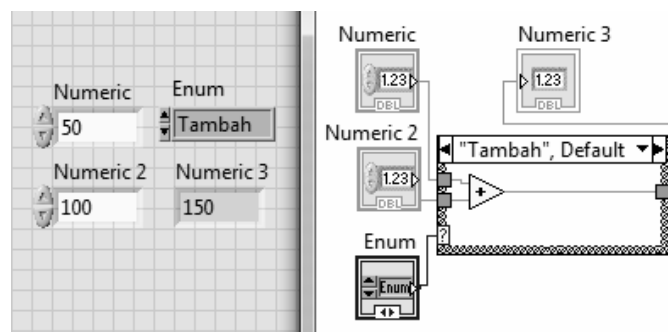 Numeric
50
Enum
Tambah
Numeric 2
100
Numeric 3
150
Numeric
1.23
DBL
Numeric 2
1.23
DBL
Enum
Enum
Numeric 3
1.23
DBL
"Tambah", Default
+
?